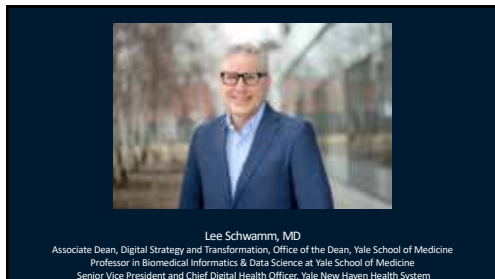 Lee Schwamm, MD
Associate Dean, Digital Strategy and Transformation, Office of the Dean, Yale School of Medicine
Professor in Biomedical Informatics & Data Science at Yale School of Medicine
Senior Vice President and Chief Digital Health Officer, Yale New Haven Health System